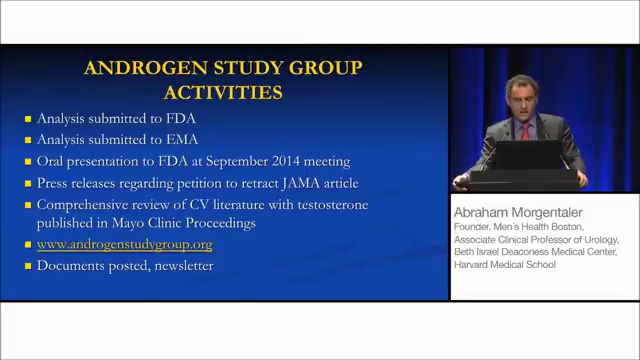 ANDROGEN STUDY GROUP
ACTIVITIES
Analysis submitted to FDA
Analysis submitted to EMA
Oral presentation to FDA at September 2014 meeting
Press releases regarding petition to retract JAMA article
Comprehensive review of CV literature with testosterone
published in Mayo Clinic Proceedings
www.androgenstudygroup.org
Documents posted, newsletter
Abraham Morgentaler
Founder, Men's Health Boston,
Associate Clinical Professor of Urology,
Beth Israel Deaconess Medical Center,
Harvard Medical School